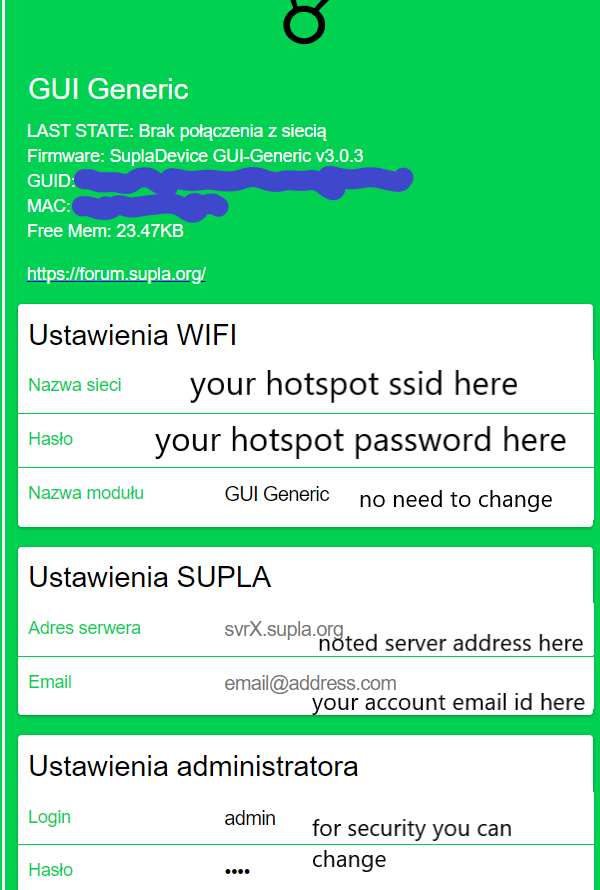 GUI Generic
LAST STATE: Brak połączenia z siecią
Firmware: SuplaDevice GUI-Generic v3.0.3
GUID:
MAC:
Free Mem: 23.47KB
https://forum.supla.org/
Ustawienia WIFI
Nazwa sieci your hotspot ssid here
Hasło your hotspot password here
Nazwa modułu GUI Generic no need to change
Ustawienia SUPLA
Adres serwera svrX.supla.org
noted server address here
Email email@address.com
your account email id here
Ustawienia administratora
Login admin
for security you can
change
Hasło ••••